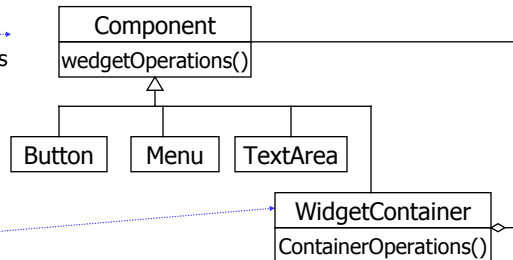 Component
s
wedgetOperations()
Button
Menu
TextArea
WidgetContainer
ContainerOperations()